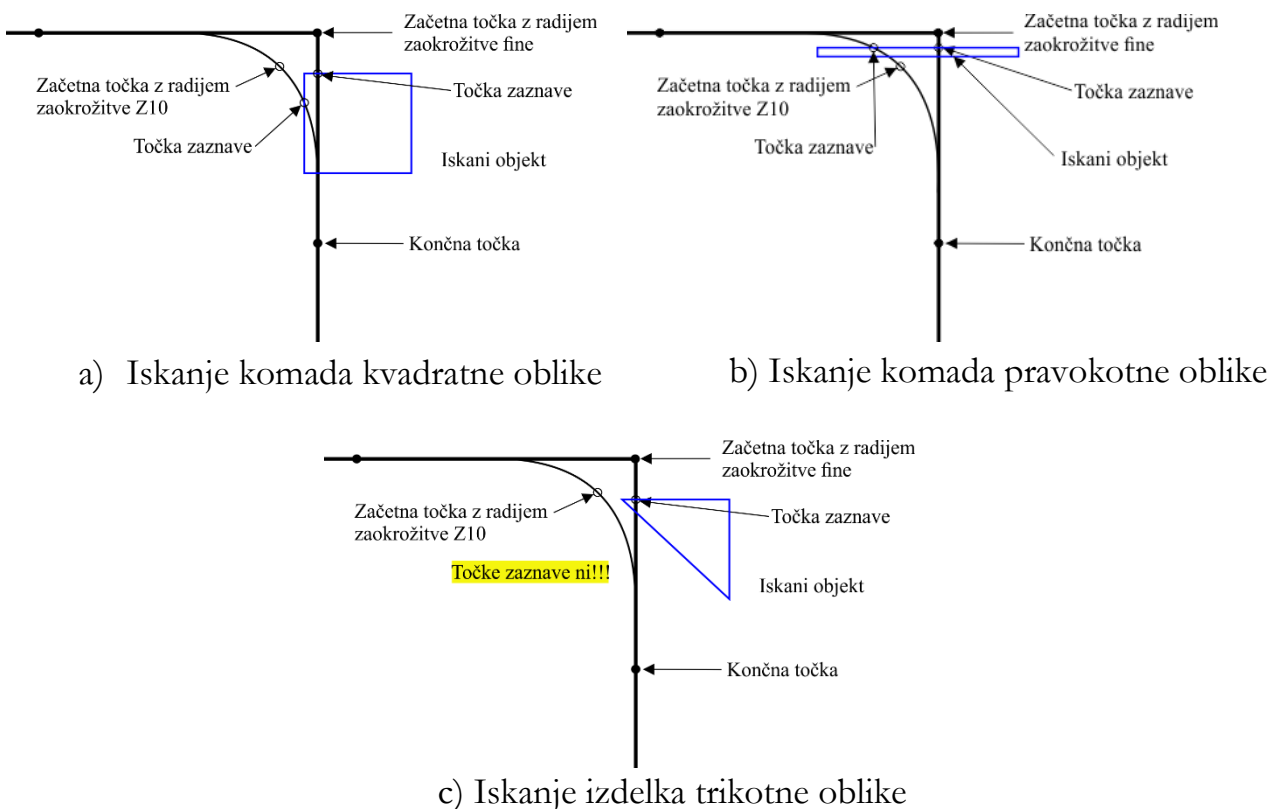 Začetna točka z radijem
zaokrožitve fine
Začetna točka z radijem
zaokrožitve Z10
Točka zaznave
Točka zaznave
Iskani objekt
Končna točka
a) Iskanje komada kvadratne oblike
Začetna točka z radijem
zaokrožitve fine
Začetna točka z radijem
zaokrožitve Z10
Točka zaznave
Točka zaznave
Iskani objekt
Končna točka
b) Iskanje komada pravokotne oblike
Začetna točka z radijem
zaokrožitve fine
Začetna točka z radijem
zaokrožitve Z10
Točka zaznave
Točke zaznave ni!!!
Iskani objekt
Končna točka
c) Iskanje izdelka trikotne oblike